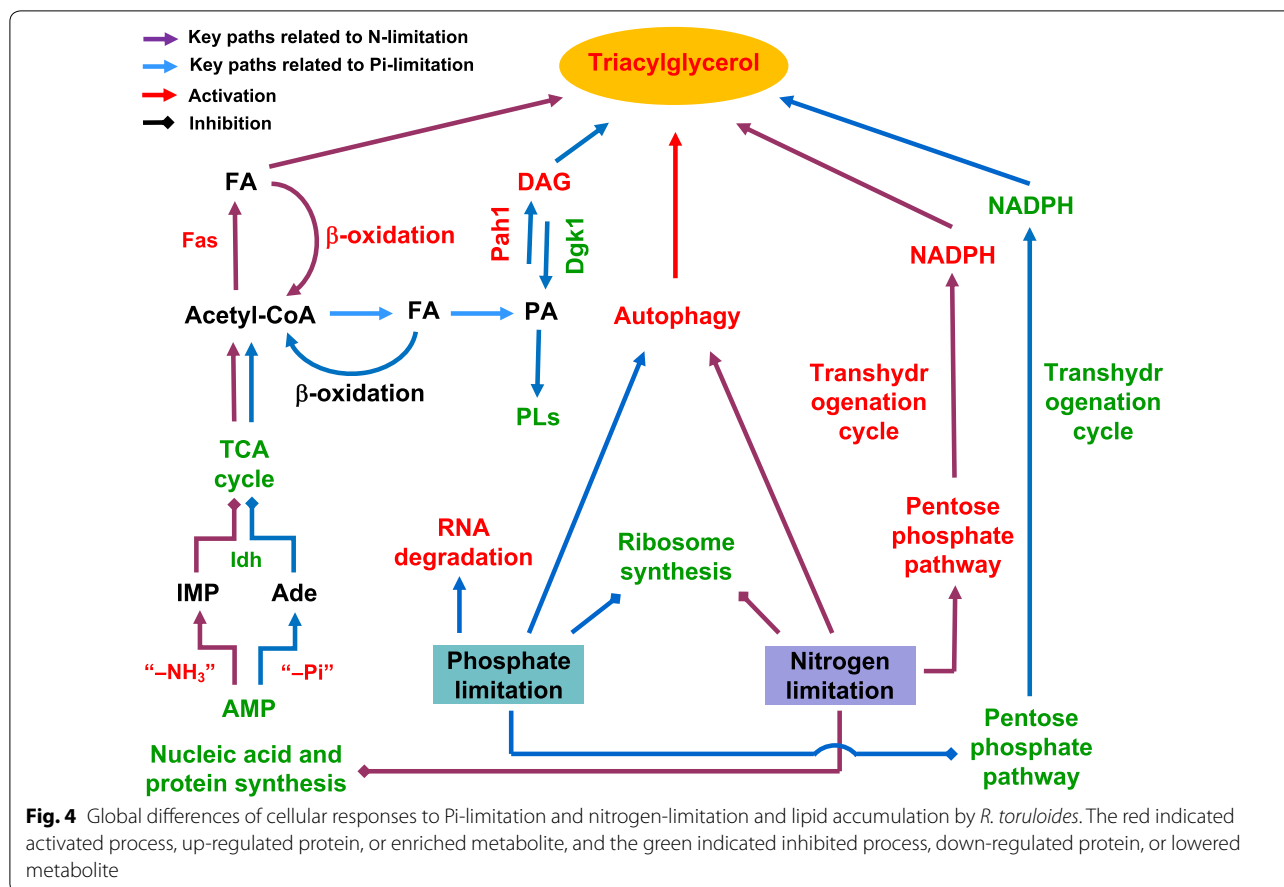 Key paths related to N-limitation
Key paths related to Pi-limitation
Activation
Inhibition
Triacylglycerol
FA
DAG
NADPH
Fas
β-oxidation
Pah1
Dgk1
NADPH
Acetyl-CoA
FA
PA
Autophagy
β-oxidation
PLs
Transhydr
ogenation
cycle
Transhydr
ogenation
cycle
TCA
cycle
Idh
IMP
Ade
RNA
degradation
Ribosome
synthesis
Pentose
phosphate
pathway
“–NH₃”
“–Pi”
AMP
Phosphate
limitation
Nitrogen
limitation
Nucleic acid and
protein synthesis
Pentose
phosphate
pathway
Fig. 4 Global differences of cellular responses to Pi-limitation and nitrogen-limitation and lipid accumulation by R. toruloides. The red indicated
activated process, up-regulated protein, or enriched metabolite, and the green indicated inhibited process, down-regulated protein, or lowered
metabolite